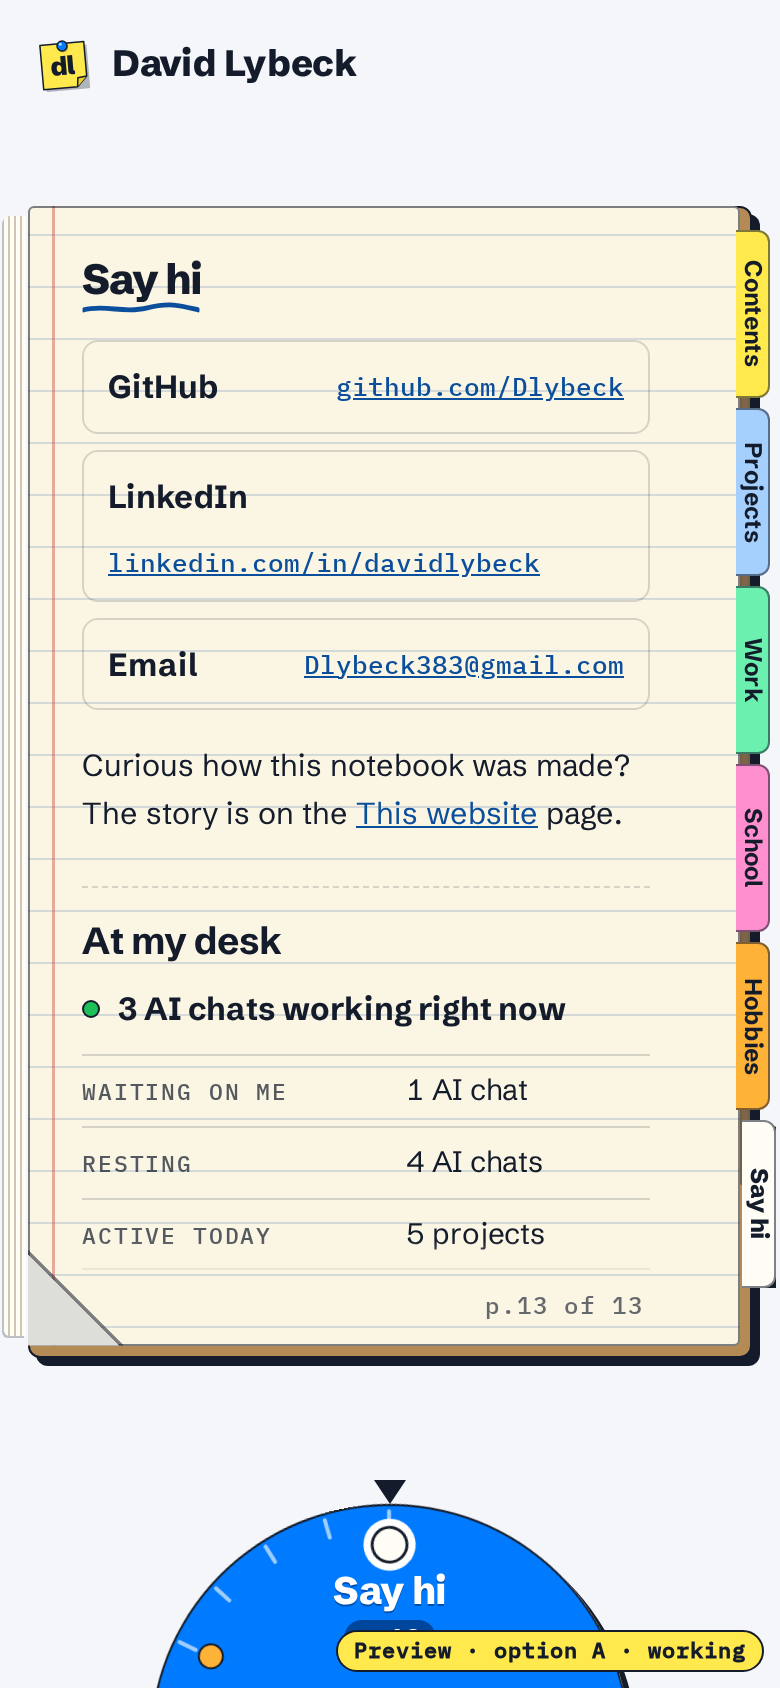 dl David Lybeck
Say hi
GitHub github.com/Dlybeck
LinkedIn
linkedin.com/in/davidlybeck
Email Dlybeck383@gmail.com
Curious how this notebook was made?
The story is on the This website page.
At my desk
3 AI chats working right now
WAITING ON ME 1 AI chat
RESTING 4 AI chats
ACTIVE TODAY 5 projects
p.13 of 13
Contents
Projects
Work
School
Hobbies
Say hi
Say hi
Preview · option A · working